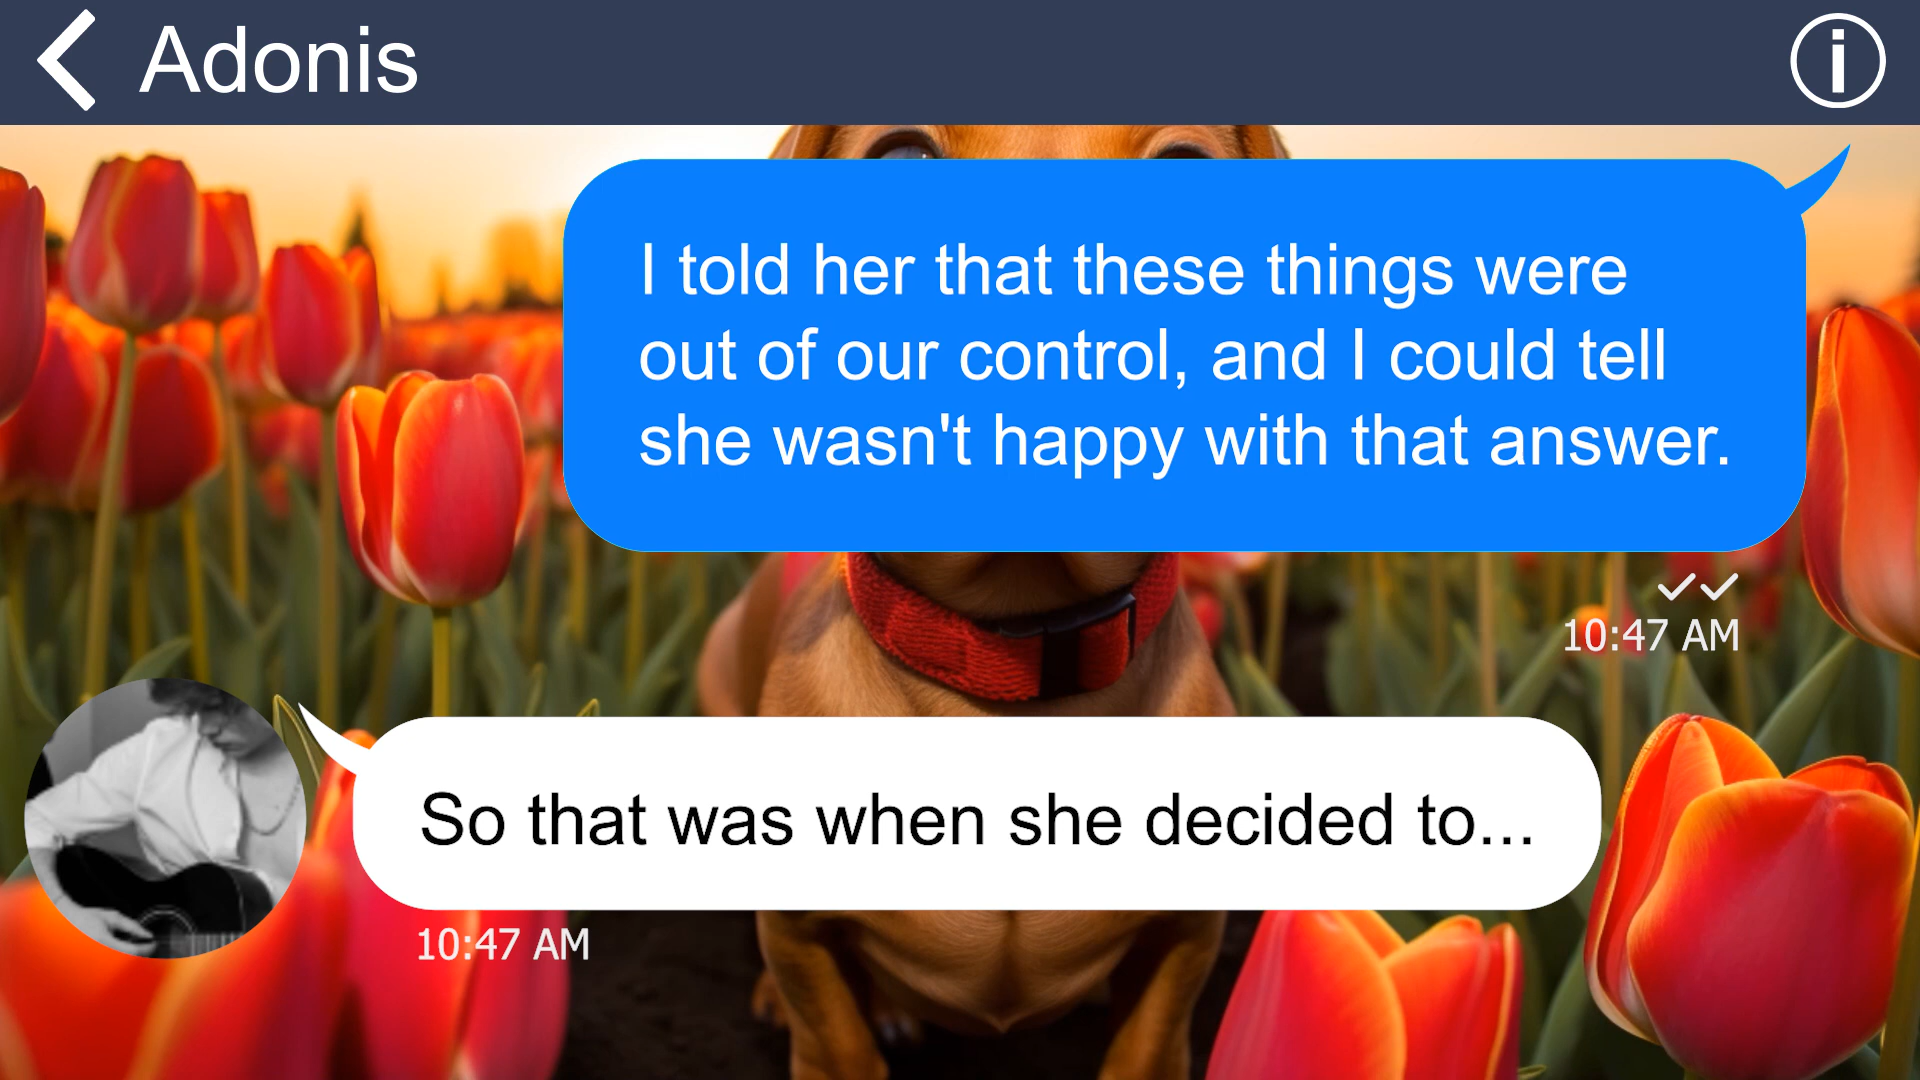 Adonis
I told her that these things were
out of our control, and I could tell
she wasn't happy with that answer.
10:47 AM
So that was when she decided to...
10:47 AM